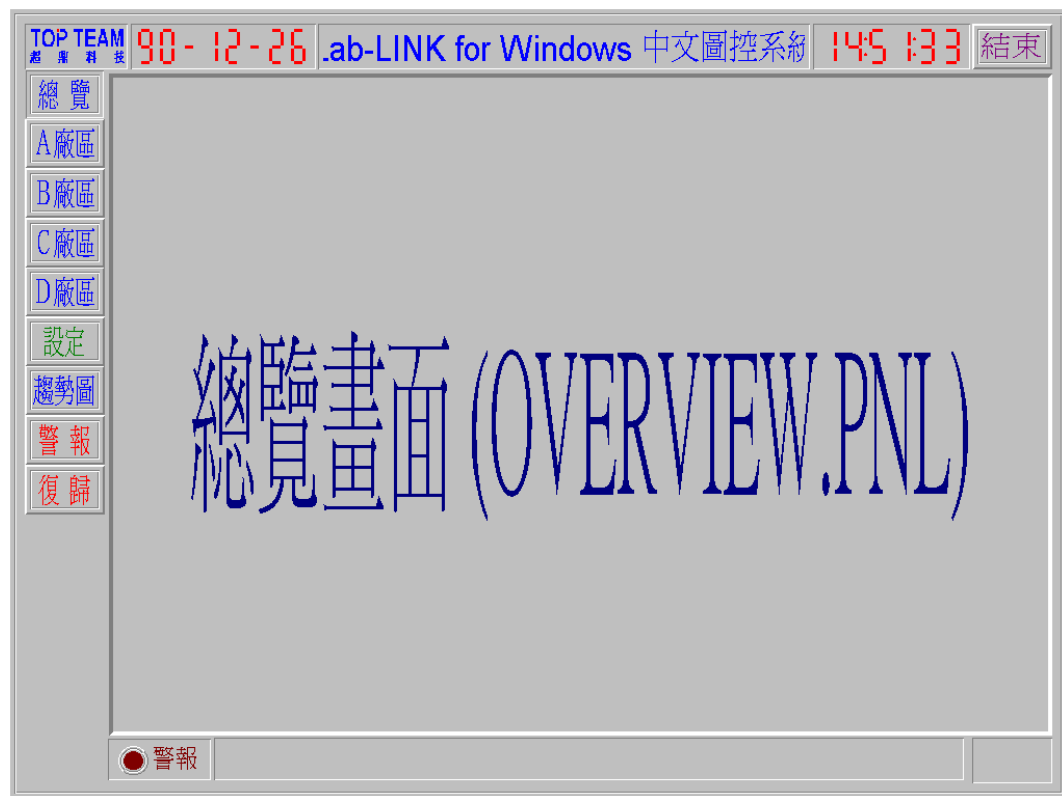 TOP TEAM
超鼎科技
90-12-26
.ab-LINK for Windows 中文圖控系統
14:51:33
結束
總覽
A廠區
B廠區
C廠區
D廠區
設定
趨勢圖
警報
復歸
總覽畫面 (OVERVIEW.PNL)
警報